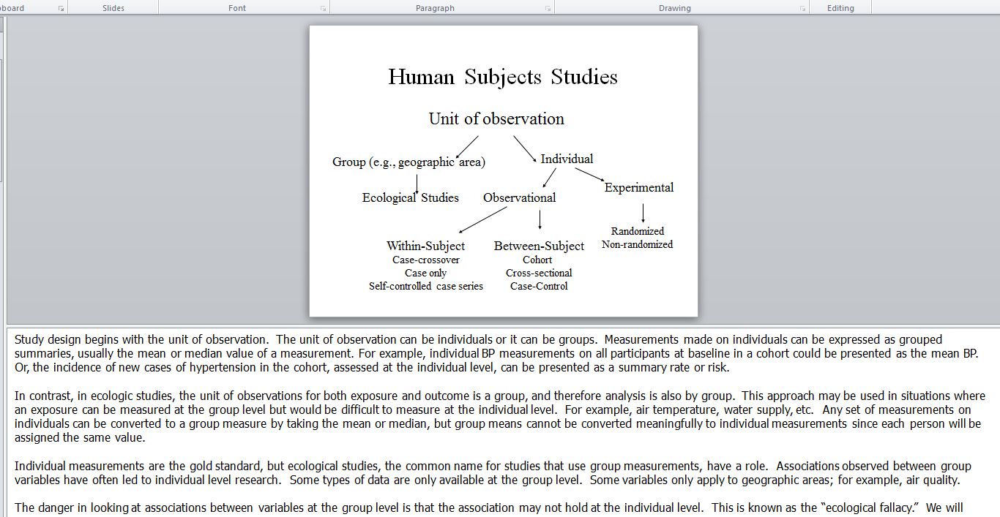 board
Slides
Font
Paragraph
Drawing
Editing
Human Subjects Studies
Unit of observation
Group (e.g., geographic area)
Individual
Ecological Studies
Observational
Experimental
Within-Subject
Case-crossover
Case only
Self-controlled case series
Between-Subject
Cohort
Cross-sectional
Case-Control
Randomized
Non-randomized
Study design begins with the unit of observation. The unit of observation can be individuals or it can be groups. Measurements made on individuals can be expressed as grouped
summaries, usually the mean or median value of a measurement. For example, individual BP measurements on all participants at baseline in a cohort could be presented as the mean BP.
Or, the incidence of new cases of hypertension in the cohort, assessed at the individual level, can be presented as a summary rate or risk.
In contrast, in ecologic studies, the unit of observations for both exposure and outcome is a group, and therefore analysis is also by group. This approach may be used in situations where
an exposure can be measured at the group level but would be difficult to measure at the individual level. For example, air temperature, water supply, etc. Any set of measurements on
individuals can be converted to a group measure by taking the mean or median, but group means cannot be converted meaningfully to individual measurements since each person will be
assigned the same value.
Individual measurements are the gold standard, but ecological studies, the common name for studies that use group measurements, have a role. Associations observed between group
variables have often led to individual level research. Some types of data are only available at the group level. Some variables only apply to geographic areas; for example, air quality.
The danger in looking at associations between variables at the group level is that the association may not hold at the individual level. This is known as the “ecological fallacy.” We will